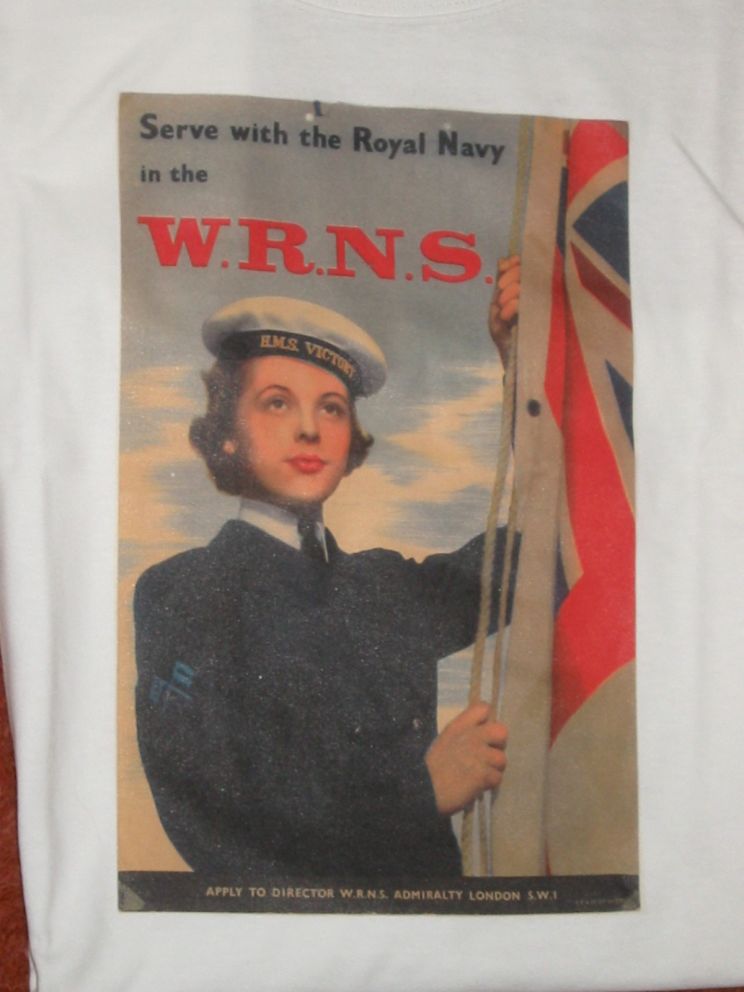 Serve with the Royal Navy
in the
W.R.N.S.
H.M.S. VICTORY
APPLY TO DIRECTOR W.R.N.S. ADMIRALTY LONDON S.W.1